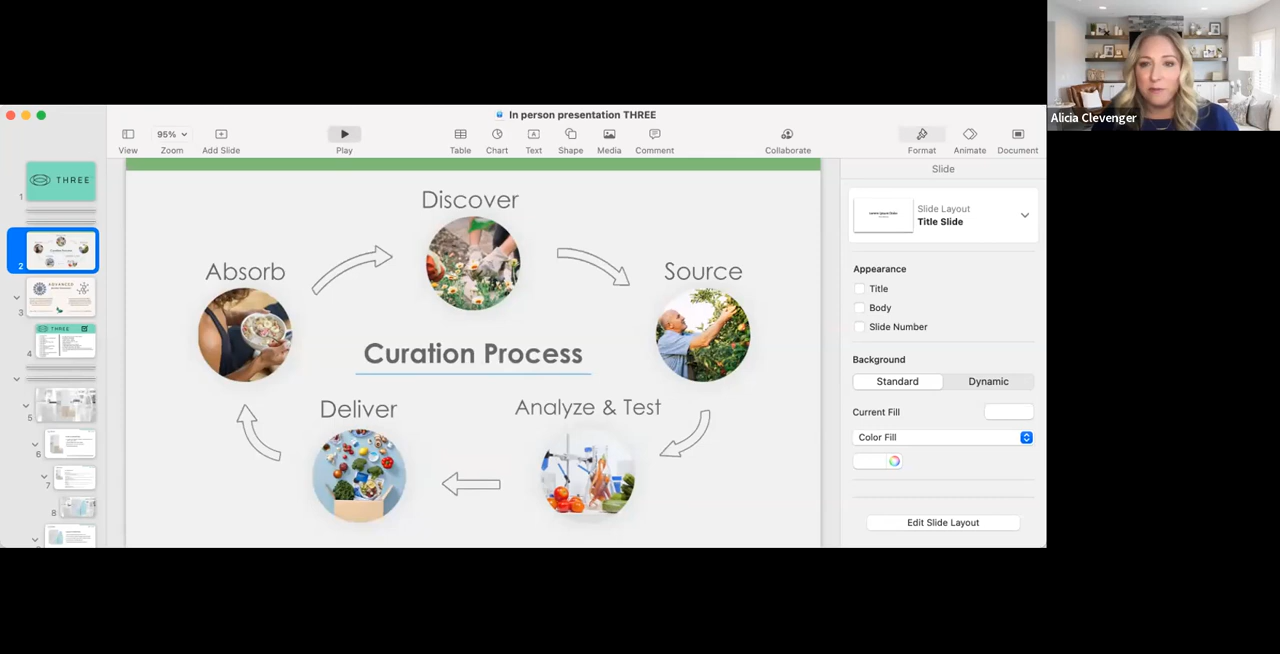 Alicia Clevenger
In person presentation THREE
95%
View
Zoom
Add Slide
Play
Table
Chart
Text
Shape
Media
Comment
Collaborate
Format
Animate
Document
THREE
1
2
ADVANCED
3
THREE
4
5
6
7
8
Discover
Absorb
Source
Curation Process
Deliver
Analyze & Test
Slide
Slide Layout
Title Slide
Appearance
Title
Body
Slide Number
Background
Standard
Dynamic
Current Fill
Color Fill
Edit Slide Layout